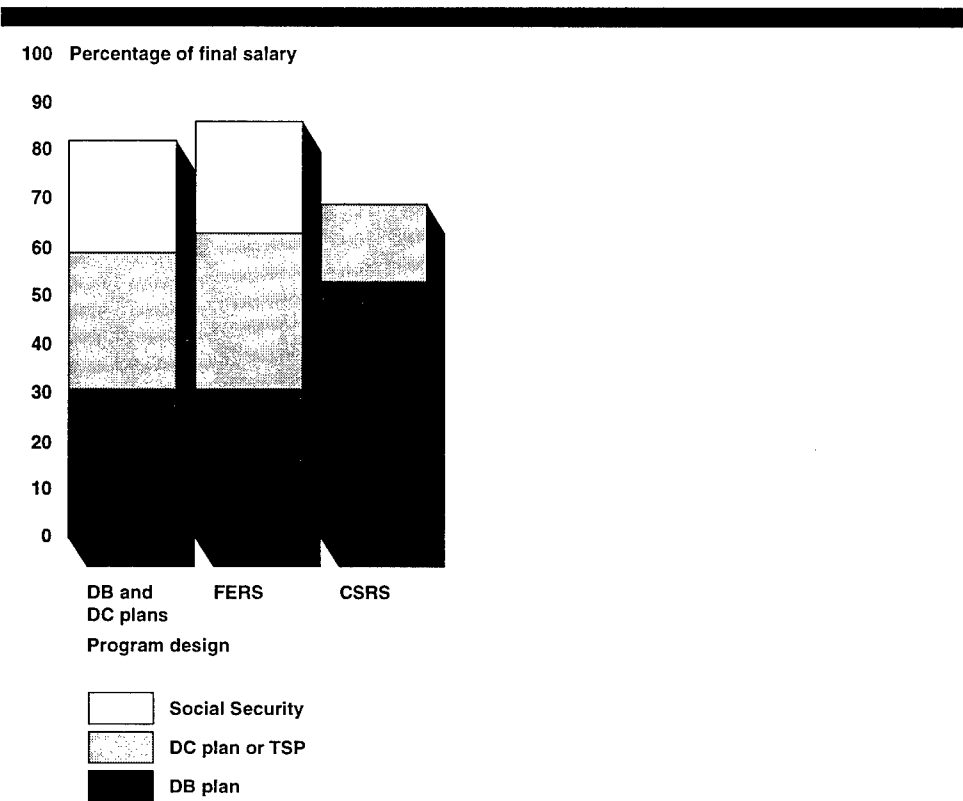 100 Percentage of final salary
90
80
70
60
50
40
30
20
10
0
DB and FERS CSRS
DC plans
Program design
Social Security
DC plan or TSP
DB plan